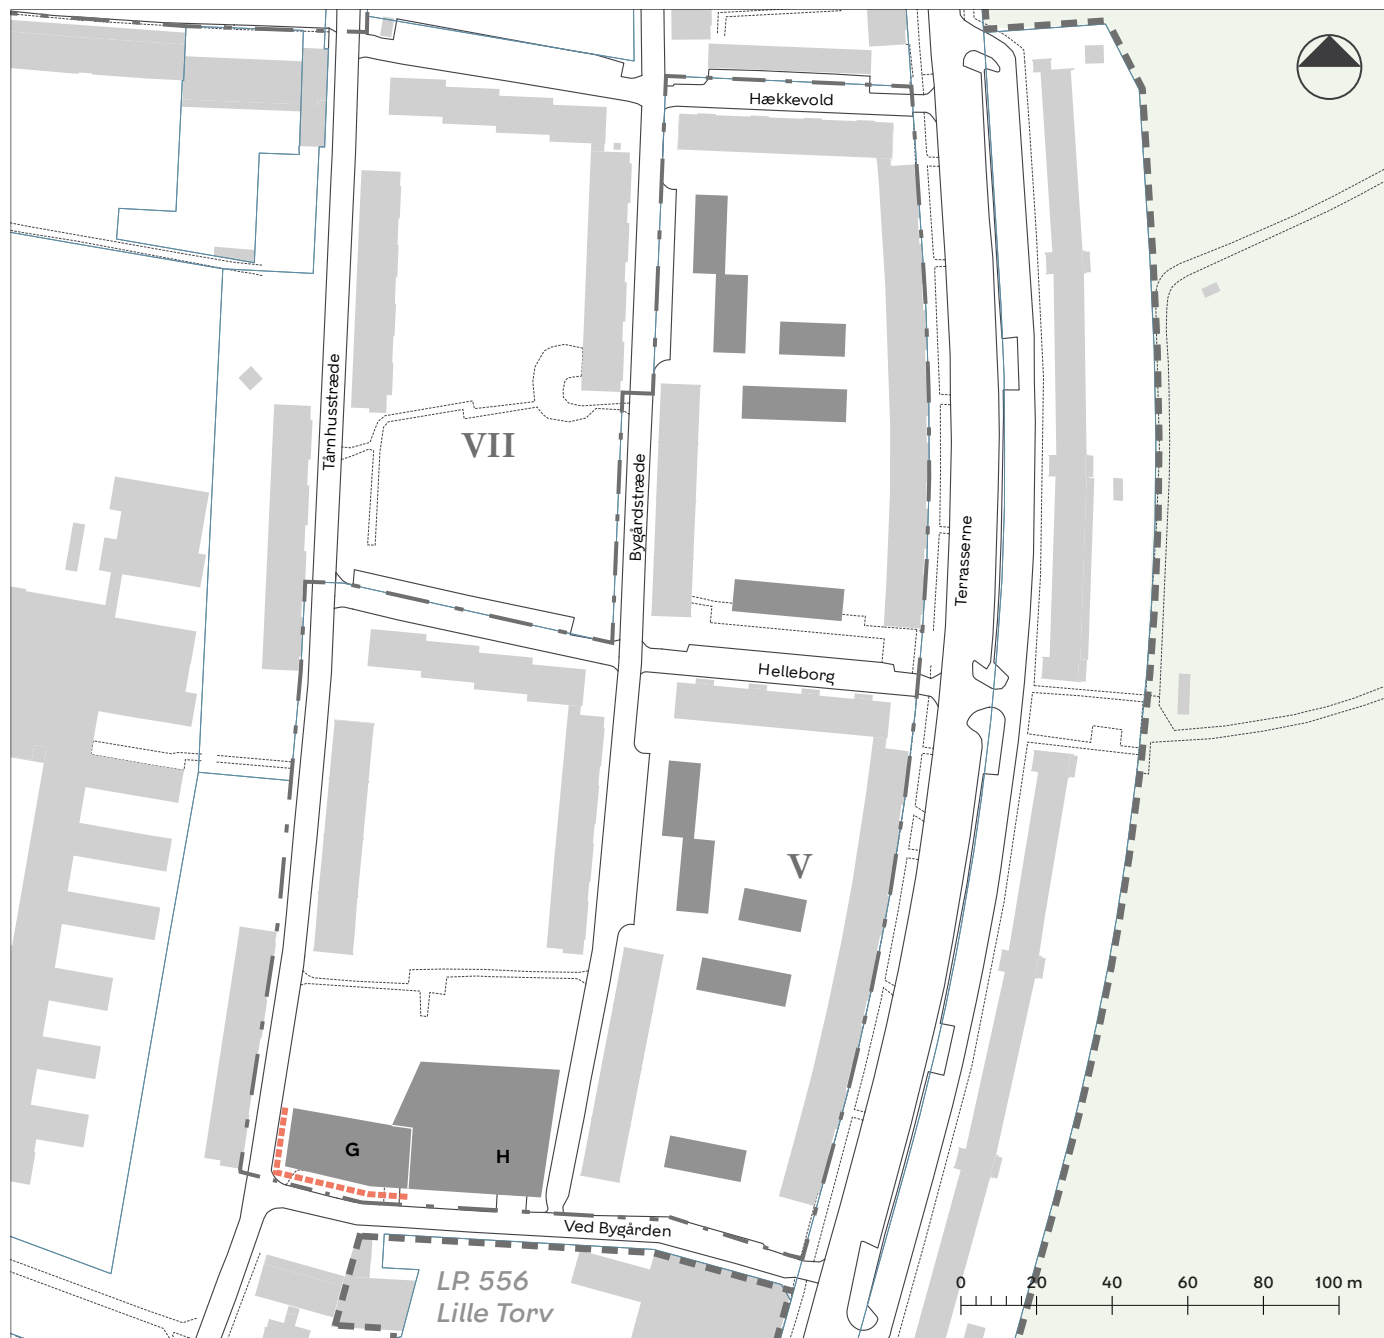 Hækkevold
Tårnhusstræde
VII
Bygårdstræde
Terrasserne
Helleborg
V
G
H
Ved Bygården
LP. 556
Lille Torv
0 20 40 60 80 100 m